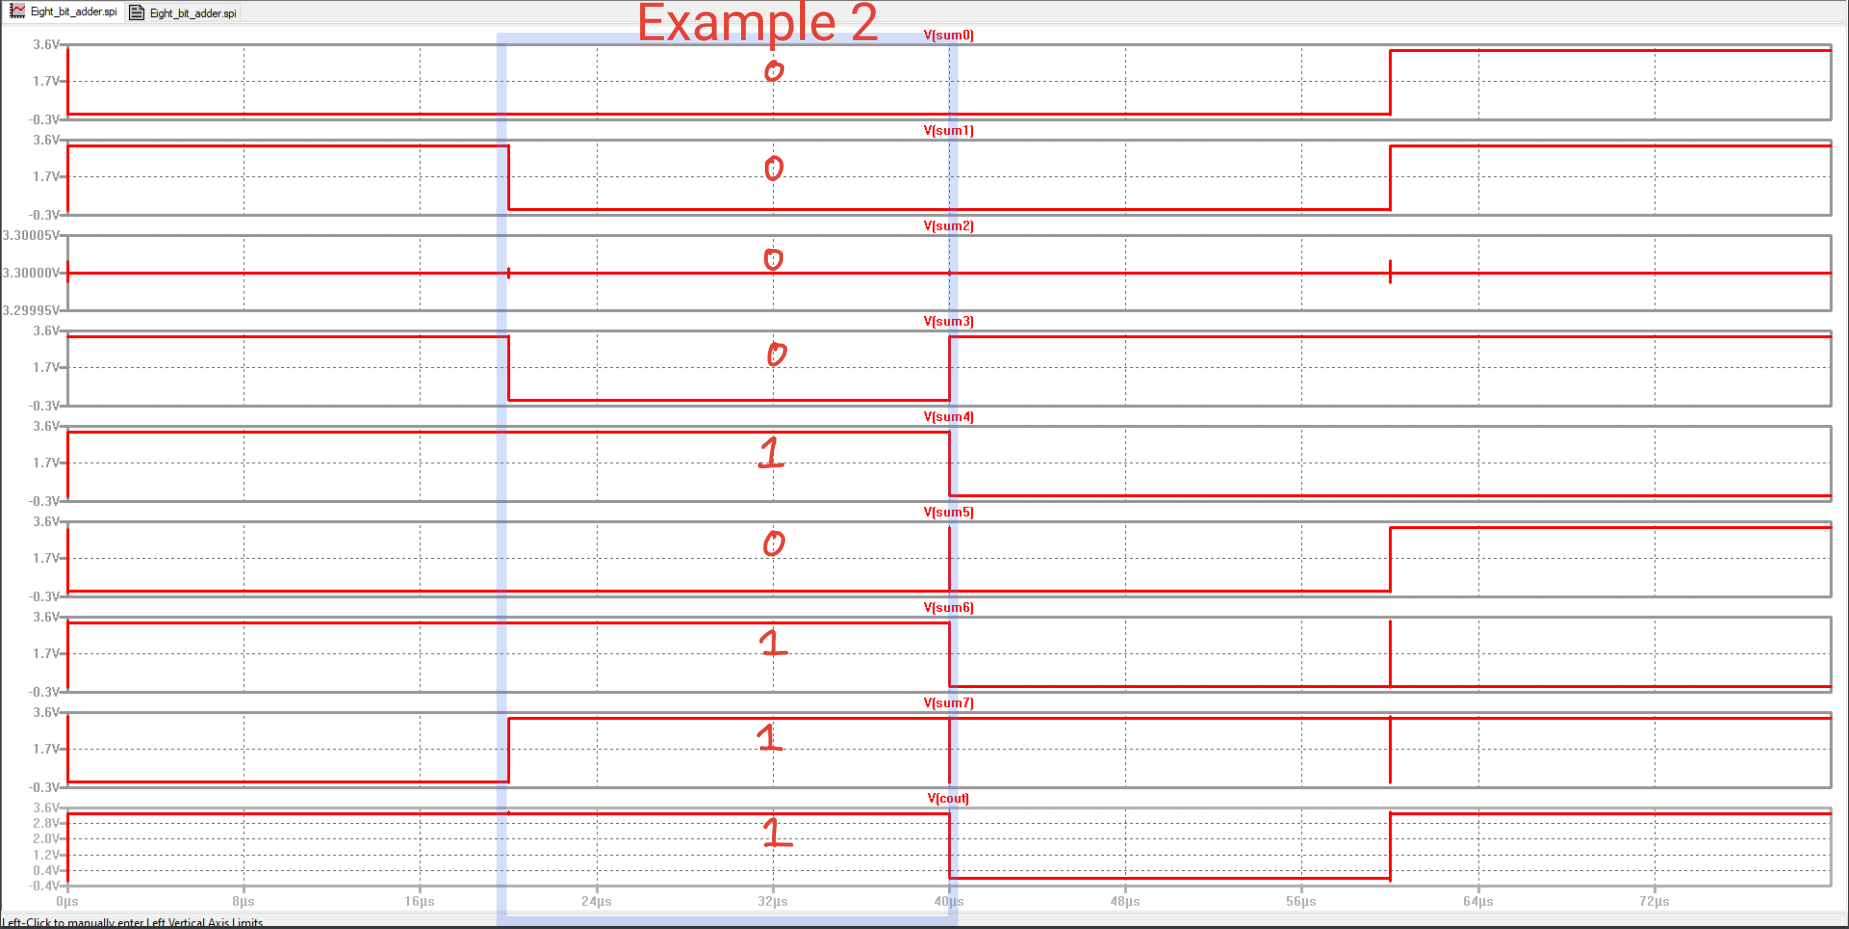 Eight_bit_adder.spi Eight_bit_adder.spi
Example 2
V(sum0)
3.6V
1.7V
-0.3V
0
V(sum1)
3.6V
1.7V
-0.3V
0
V(sum2)
3.30005V
3.30000V
3.29995V
0
V(sum3)
3.6V
1.7V
-0.3V
0
V(sum4)
3.6V
1.7V
-0.3V
1
V(sum5)
3.6V
1.7V
-0.3V
0
V(sum6)
3.6V
1.7V
-0.3V
1
V(sum7)
3.6V
1.7V
-0.3V
1
V(cout)
3.6V
2.8V
2.0V
1.2V
0.4V
-0.4V
1
0µs 8µs 16µs 24µs 32µs 40µs 48µs 56µs 64µs 72µs
Left-Click to manually enter Left Vertical Axis Limits